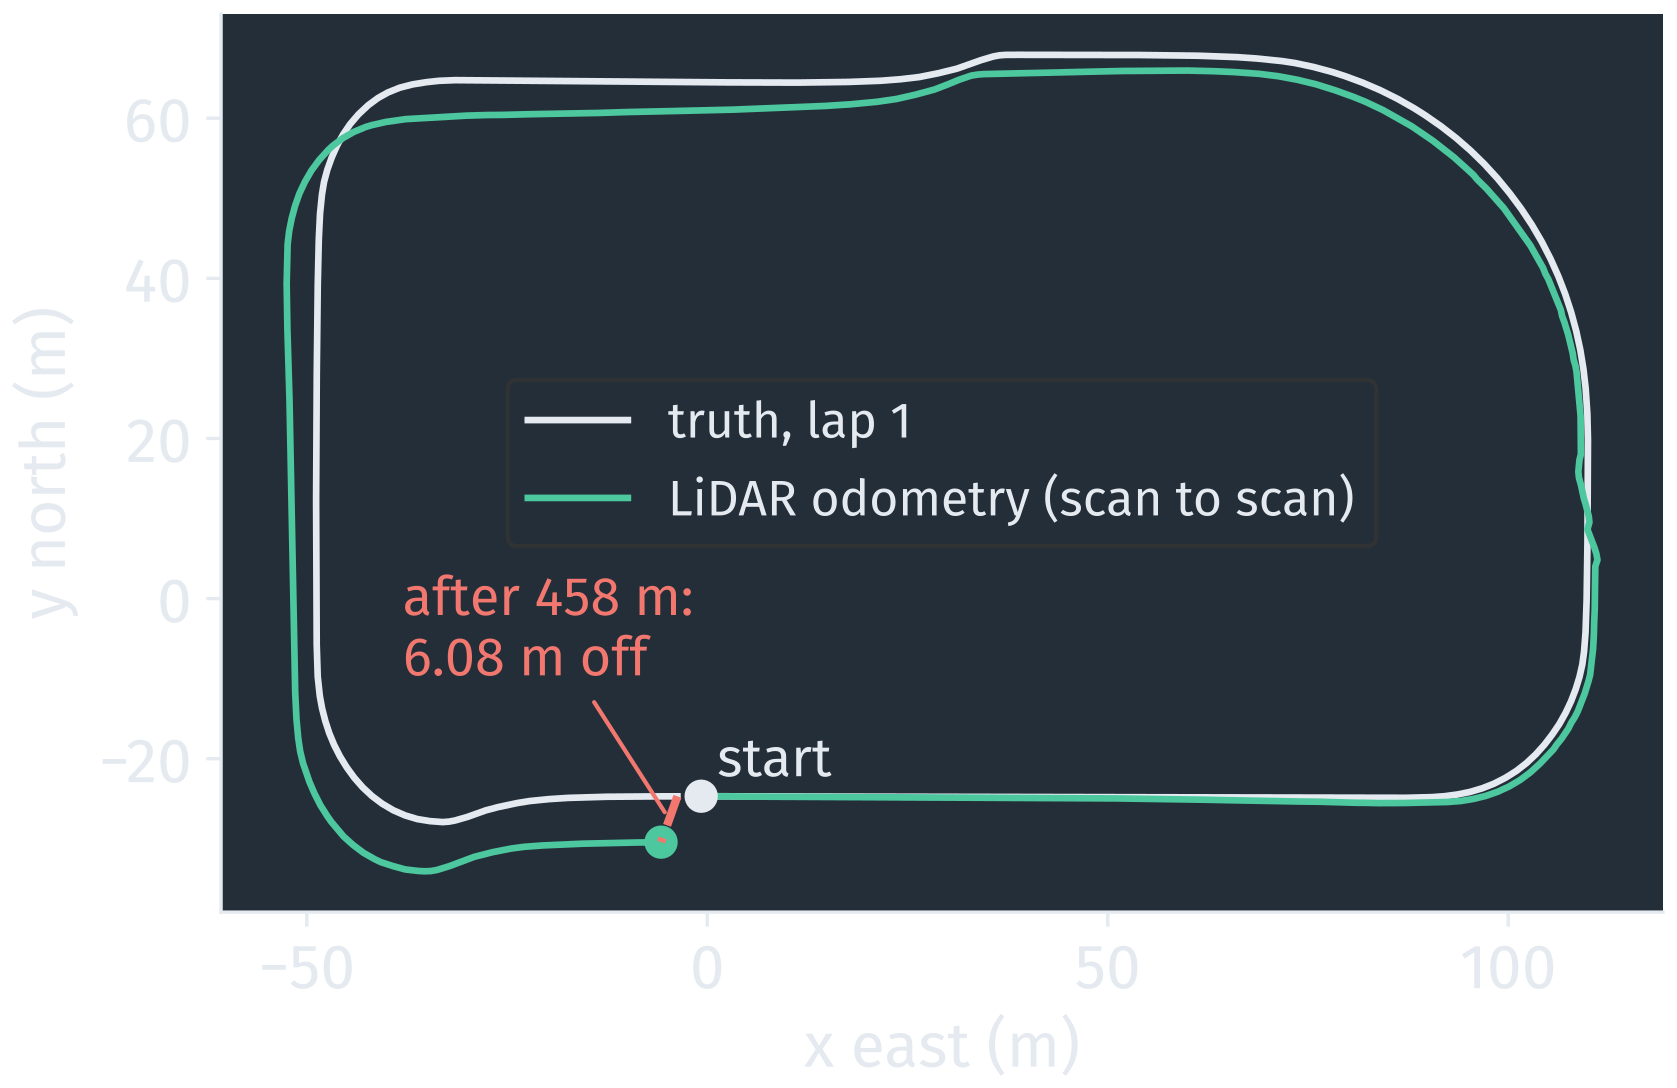 60
40
20
0
−20
y north (m)
truth, lap 1
LiDAR odometry (scan to scan)
after 458 m:
6.08 m off
start
−50
0
50
100
x east (m)